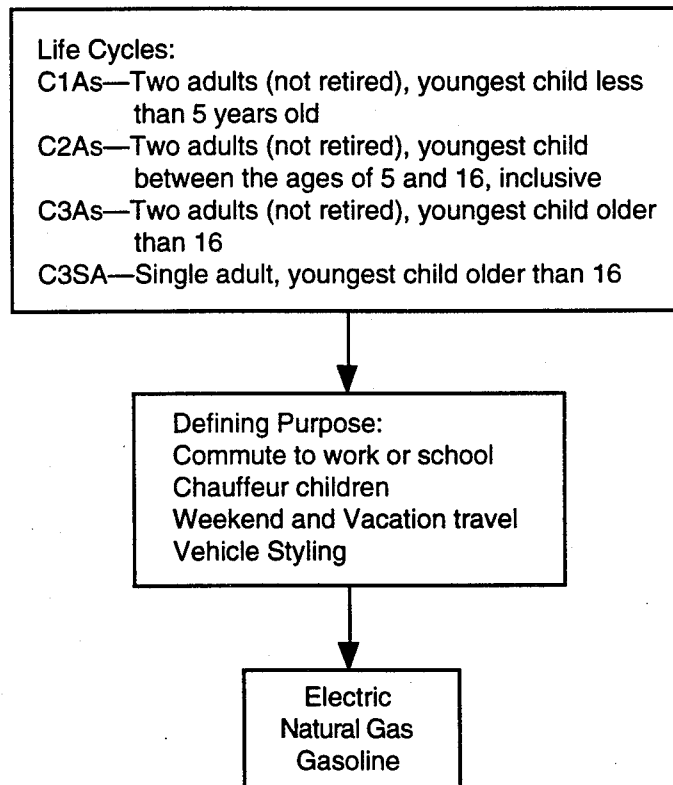 Life Cycles:
C1As—Two adults (not retired), youngest child less
than 5 years old
C2As—Two adults (not retired), youngest child
between the ages of 5 and 16, inclusive
C3As—Two adults (not retired), youngest child older
than 16
C3SA—Single adult, youngest child older than 16
Defining Purpose:
Commute to work or school
Chauffeur children
Weekend and Vacation travel
Vehicle Styling
Electric
Natural Gas
Gasoline